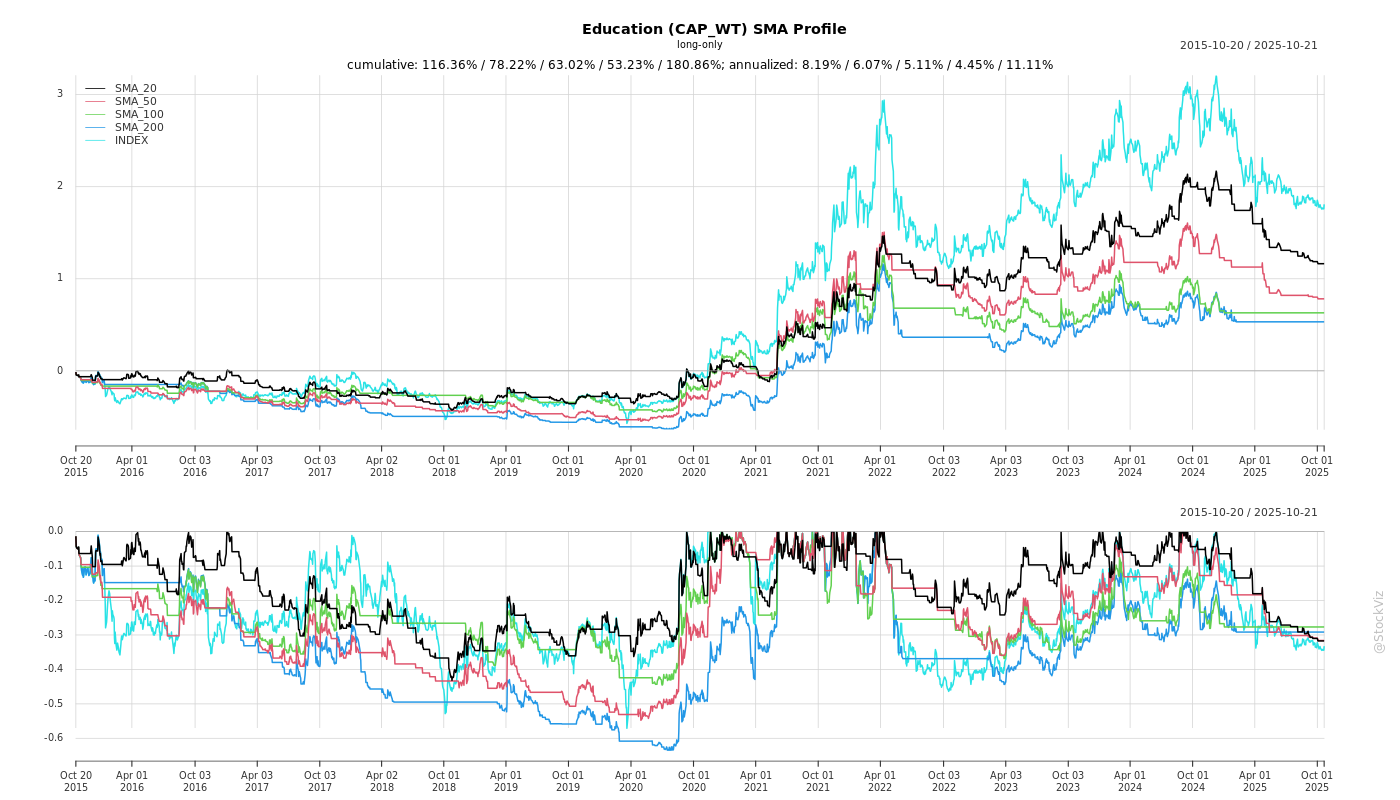 Education (CAP_WT) SMA Profile
long-only
2015-10-20 / 2025-10-21
cumulative: 116.36% / 78.22% / 63.02% / 53.23% / 180.86%; annualized: 8.19% / 6.07% / 5.11% / 4.45% / 11.11%
SMA_20
SMA_50
SMA_100
SMA_200
INDEX
3
2
1
0
Oct 20 Apr 01 Oct 03 Apr 03 Oct 03 Apr 02 Oct 01 Apr 01 Oct 01 Apr 01 Oct 01 Apr 01 Oct 01 Apr 01 Oct 03 Apr 03 Oct 03 Apr 01 Oct 01 Apr 01 Oct 01
2015 2016 2016 2017 2017 2018 2018 2019 2019 2020 2020 2021 2021 2022 2022 2023 2023 2024 2024 2025 2025
2015-10-20 / 2025-10-21
0.0
-0.1
-0.2
-0.3
-0.4
-0.5
-0.6
Oct 20 Apr 01 Oct 03 Apr 03 Oct 03 Apr 02 Oct 01 Apr 01 Oct 01 Apr 01 Oct 01 Apr 01 Oct 01 Apr 01 Oct 03 Apr 03 Oct 03 Apr 01 Oct 01 Apr 01 Oct 01
2015 2016 2016 2017 2017 2018 2018 2019 2019 2020 2020 2021 2021 2022 2022 2023 2023 2024 2024 2025 2025
@StockViz